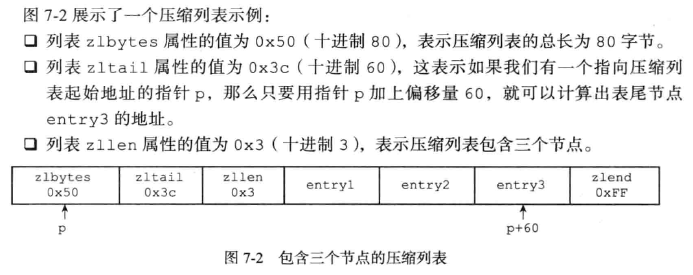 图 7-2 展示了一个压缩列表示例：
❏ 列表 zlbytes 属性的值为 0x50（十进制 80），表示压缩列表的总长为 80 字节。
❏ 列表 zltail 属性的值为 0x3c（十进制 60），这表示如果我们有一个指向压缩列
表起始地址的指针 p，那么只要用指针 p 加上偏移量 60，就可以计算出表尾节点
entry3 的地址。
❏ 列表 zllen 属性的值为 0x3（十进制 3），表示压缩列表包含三个节点。
zlbytes zltail zllen entry1 entry2 entry3 zlend
0x50 0x3c 0x3 0xFF
p p+60
图 7-2 包含三个节点的压缩列表